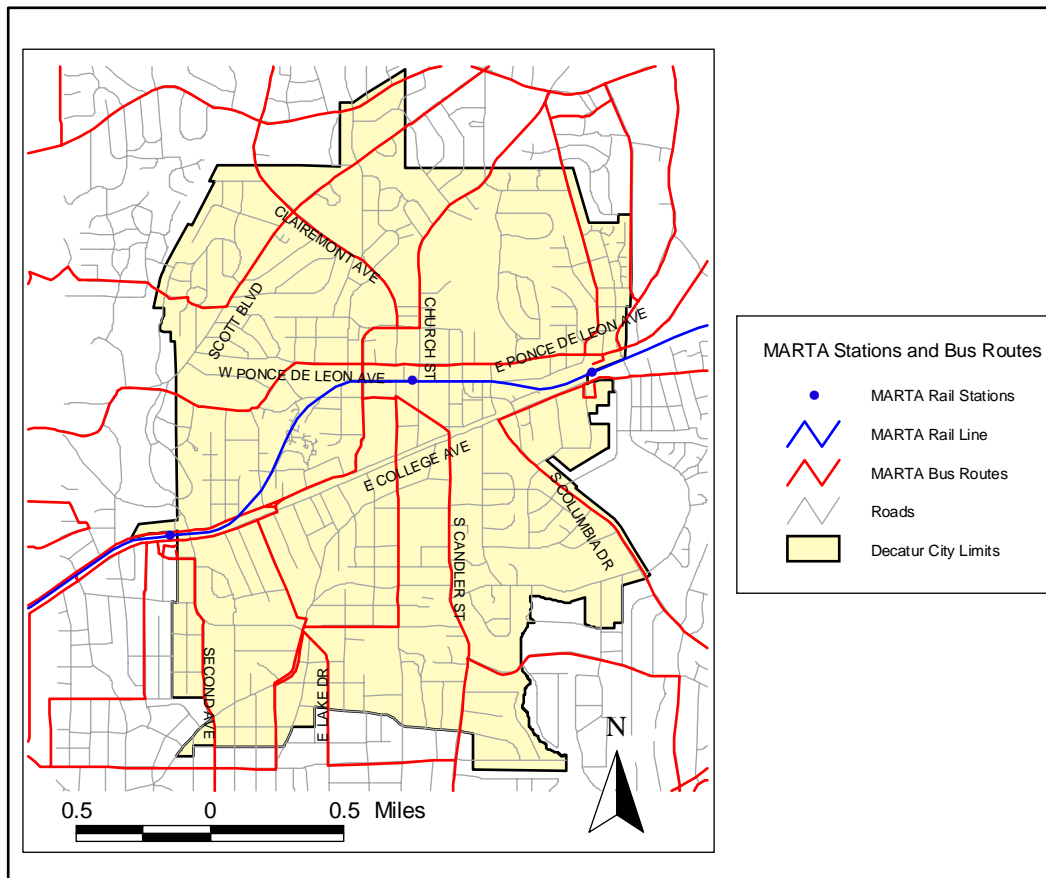 CLAIREMONT AVE
SCOTT BLVD
CHURCH ST
E PONCE DE LEON AVE
W PONCE DE LEON AVE
E COLLEGE AVE
S COLUMBIA DR
S CANDLER ST
SECOND AVE
E LAKE DR
N
0.5 0 0.5 Miles
MARTA Stations and Bus Routes
MARTA Rail Stations
MARTA Rail Line
MARTA Bus Routes
Roads
Decatur City Limits